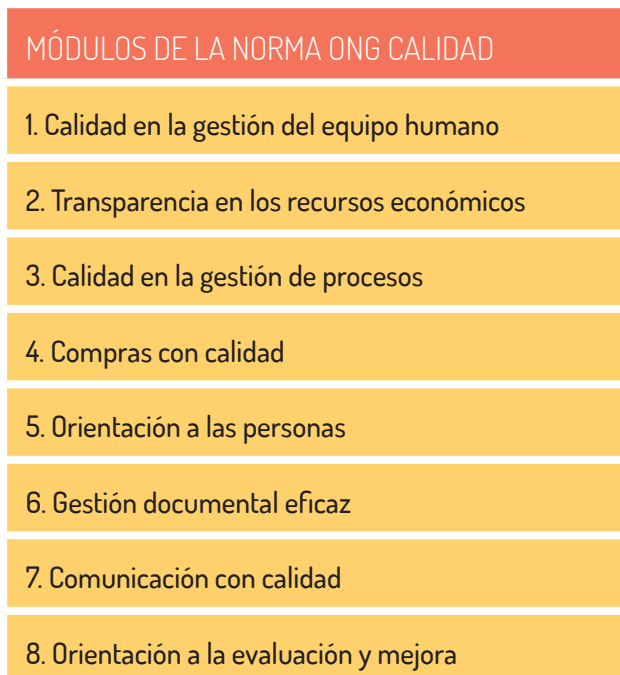 MÓDULOS DE LA NORMA ONG CALIDAD
1. Calidad en la gestión del equipo humano
2. Transparencia en los recursos económicos
3. Calidad en la gestión de procesos
4. Compras con calidad
5. Orientación a las personas
6. Gestión documental eficaz
7. Comunicación con calidad
8. Orientación a la evaluación y mejora